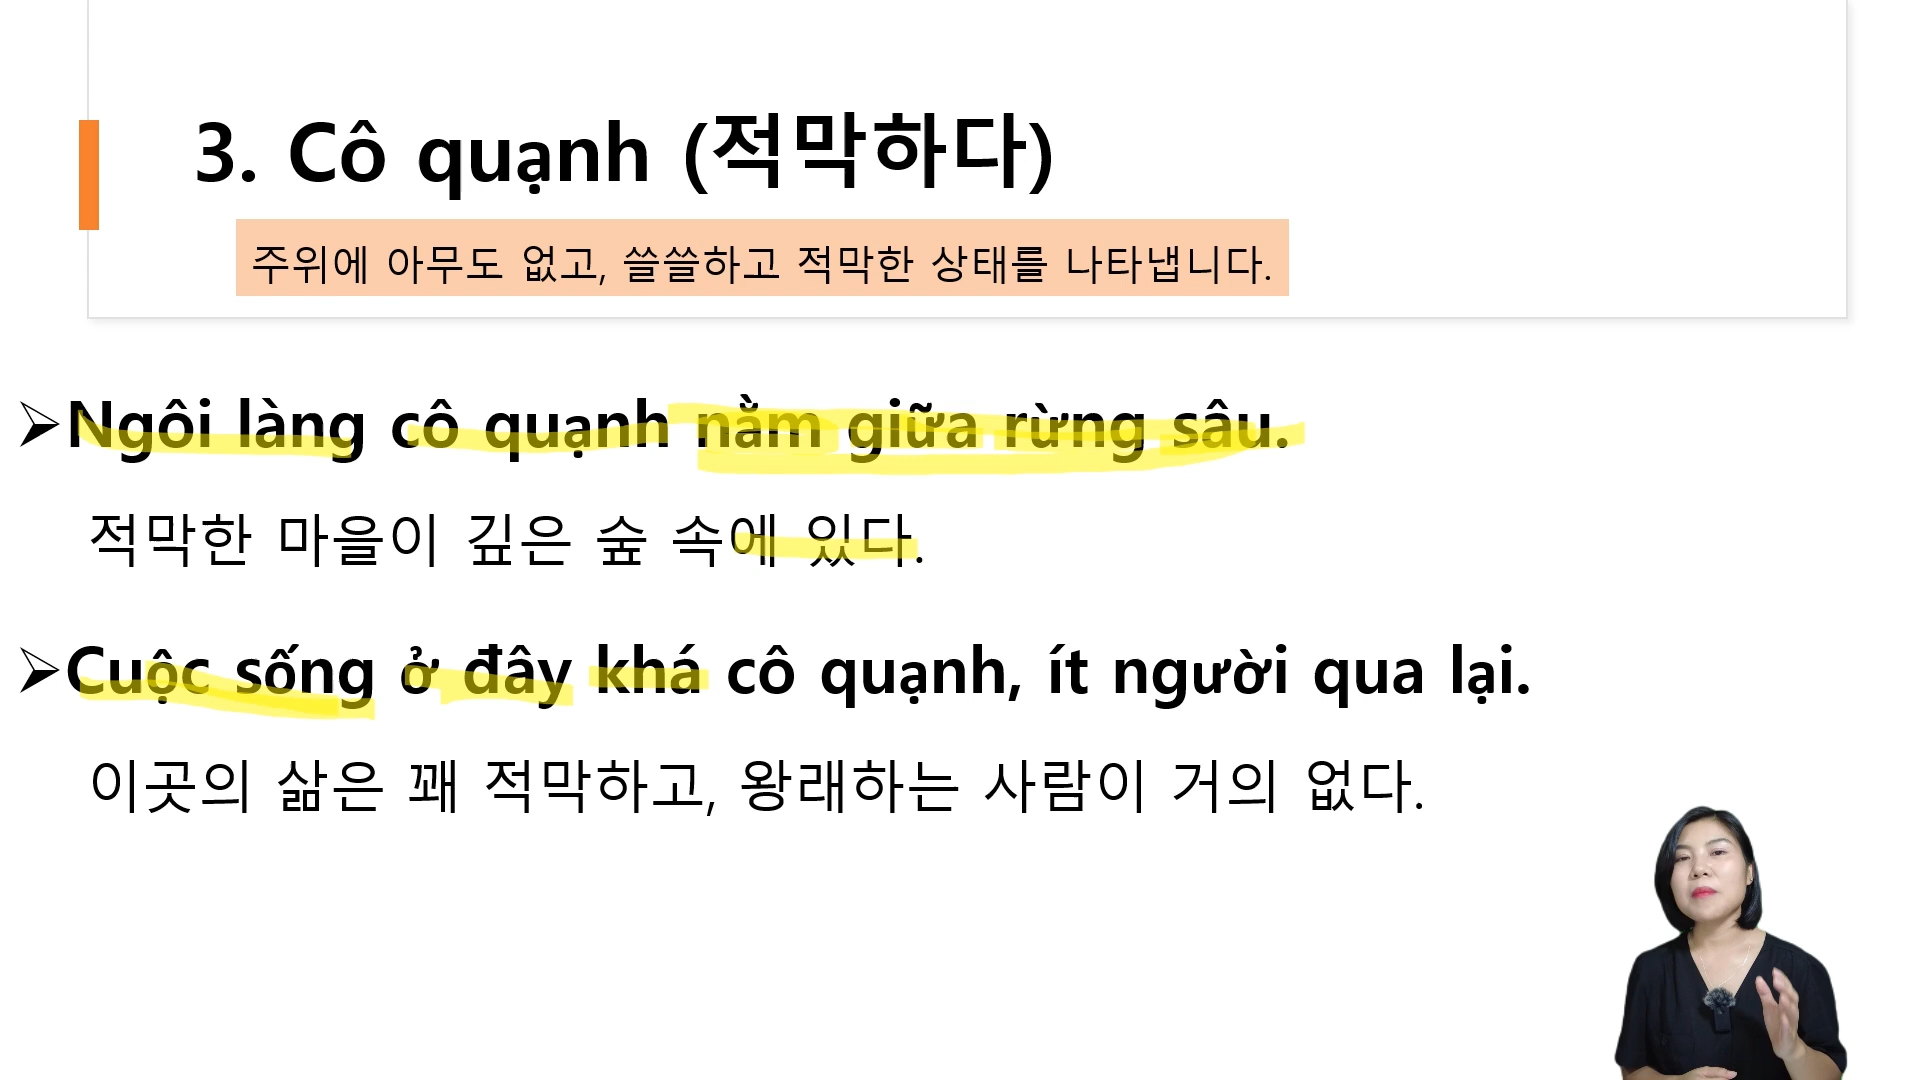 3. Cô quạnh (적막하다)
주위에 아무도 없고, 쓸쓸하고 적막한 상태를 나타냅니다.
➢Ngôi làng cô quạnh nằm giữa rừng sâu.
적막한 마을이 깊은 숲 속에 있다.
➢Cuộc sống ở đây khá cô quạnh, ít người qua lại.
이곳의 삶은 꽤 적막하고, 왕래하는 사람이 거의 없다.